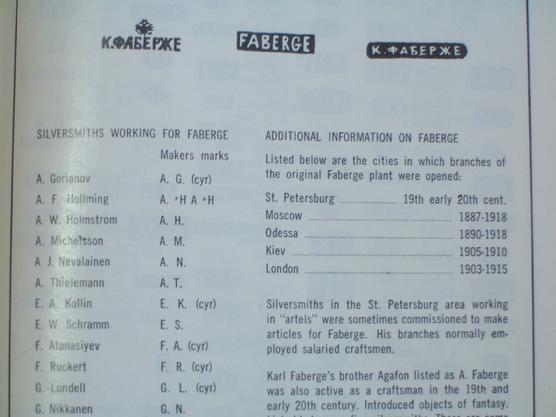 К.ФАБЕРЖЕ
FABERGE
К.ФАБЕРЖЕ
SILVERSMITHS WORKING FOR FABERGE
Makers marks
A. Gorianov A. G. (cyr)
A. F. Hollming A. *H A *H
A. W. Holmstrom A. H.
A. Michelsson A. M.
A. J. Nevalainen A. N.
A. Thielemann A. T.
E. A. Kollin E. K. (cyr)
E. W. Schramm E. S.
F. Afanasiyev F. A. (cyr)
F. Ruckert F. R. (cyr)
G. Lundell G. L. (cyr)
G. Nikkanen G. N.
ADDITIONAL INFORMATION ON FABERGE
Listed below are the cities in which branches of
the original Faberge plant were opened:
St. Petersburg 19th early 20th cent.
Moscow 1887-1918
Odessa 1890-1918
Kiev 1905-1910
London 1903-1915
Silversmiths in the St. Petersburg area working
in "artels" were sometimes commissioned to make
articles for Faberge. His branches normally em-
ployed salaried craftsmen.
Karl Faberge's brother Agafon listed as A. Faberge
was also active as a craftsman in the 19th and
early 20th century. Introduced objects of fantasy.